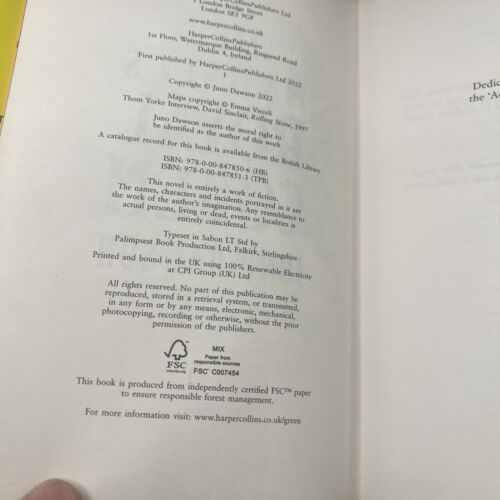 HarperCollinsPublishers Ltd
1 London Bridge Street
London SE1 9GF
www.harpercollins.co.uk
HarperCollinsPublishers
1st Floor, Watermarque Building, Ringsend Road
Dublin 4, Ireland
First published by HarperCollinsPublishers Ltd 2022
1
Copyright © Juno Dawson 2022
Maps copyright © Emma Vieceli
Thom Yorke Interview, David Sinclair, Rolling Stone, 1997
Juno Dawson asserts the moral right to
be identified as the author of this work
A catalogue record for this book is available from the British Library
ISBN: 978-0-00-847850-6 (HB)
ISBN: 978-0-00-847851-3 (TPB)
This novel is entirely a work of fiction.
The names, characters and incidents portrayed in it are
the work of the author's imagination. Any resemblance to
actual persons, living or dead, events or localities is
entirely coincidental.
Typeset in Sabon LT Std by
Palimpsest Book Production Ltd, Falkirk, Stirlingshire
Printed and bound in the UK using 100% Renewable Electricity
at CPI Group (UK) Ltd
All rights reserved. No part of this publication may be
reproduced, stored in a retrieval system, or transmitted,
in any form or by any means, electronic, mechanical,
photocopying, recording or otherwise, without the prior
permission of the publishers.
FSC
www.fsc.org
MIX
Paper from
responsible sources
FSC® C007454
This book is produced from independently certified FSC™ paper
to ensure responsible forest management.
For more information visit: www.harpercollins.co.uk/green
Dedic
the 'Ac